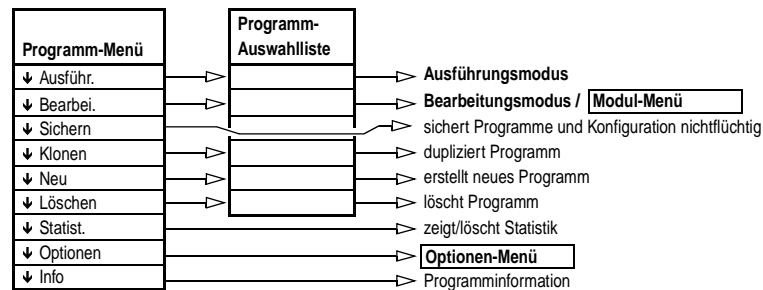 Programm-
Auswahlliste
Programm-Menü
Ausführ.
Ausführungsmodus
Bearbei.
Bearbeitungsmodus / Modul-Menü
Sichern
sichert Programme und Konfiguration nichtflüchtig
Klonen
dupliziert Programm
Neu
erstellt neues Programm
Löschen
löscht Programm
Statist.
zeigt/löscht Statistik
Optionen
Optionen-Menü
Info
Programminformation